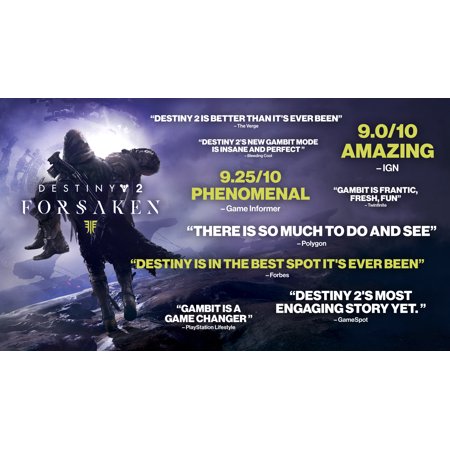 DESTINY 2
FORSAKEN
"DESTINY 2 IS BETTER THAN IT'S EVER BEEN"
– The Verge
"DESTINY 2'S NEW GAMBIT MODE
IS INSANE AND PERFECT"
– Bleeding Cool
9.0/10
AMAZING
– IGN
9.25/10
PHENOMENAL
– Game Informer
"GAMBIT IS FRANTIC,
FRESH, FUN"
– Twinfinite
"THERE IS SO MUCH TO DO AND SEE"
– Polygon
"DESTINY IS IN THE BEST SPOT IT'S EVER BEEN"
– Forbes
"GAMBIT IS A
GAME CHANGER"
– PlayStation Lifestyle
"DESTINY 2'S MOST
ENGAGING STORY YET."
– GameSpot